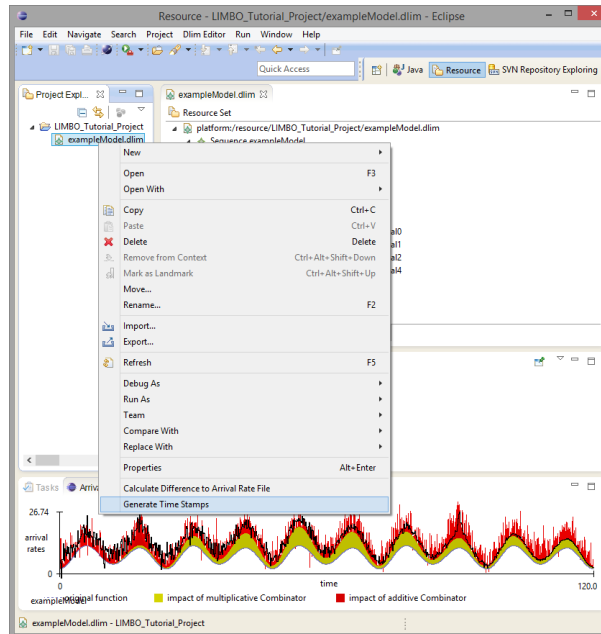 Resource - LIMBO_Tutorial_Project/exampleModel.dlim - Eclipse
File Edit Navigate Search Project Dlim Editor Run Window Help
Quick Access
Java
Resource
SVN Repository Exploring
Project Expl...
exampleModel.dlim
Resource Set
LIMBO_Tutorial_Project
platform:/resource/LIMBO_Tutorial_Project/exampleModel.dlim
exampleModel.dlim
Sequence exampleModel
New
Open F3
Open With
Copy Ctrl+C
Paste Ctrl+V
al0
Delete Delete
al1
Remove from Context Ctrl+Alt+Shift+Down
al2
Mark as Landmark Ctrl+Alt+Shift+Up
al4
Move...
Rename... F2
Import...
Export...
Refresh F5
Debug As
Run As
Team
Compare With
Replace With
Properties Alt+Enter
Calculate Difference to Arrival Rate File
Generate Time Stamps
Tasks
Arriva
26.74
arrival
rates
0
0
time
120.0
exampleModel
original function
impact of multiplicative Combinator
impact of additive Combinator
exampleModel.dlim - LIMBO_Tutorial_Project